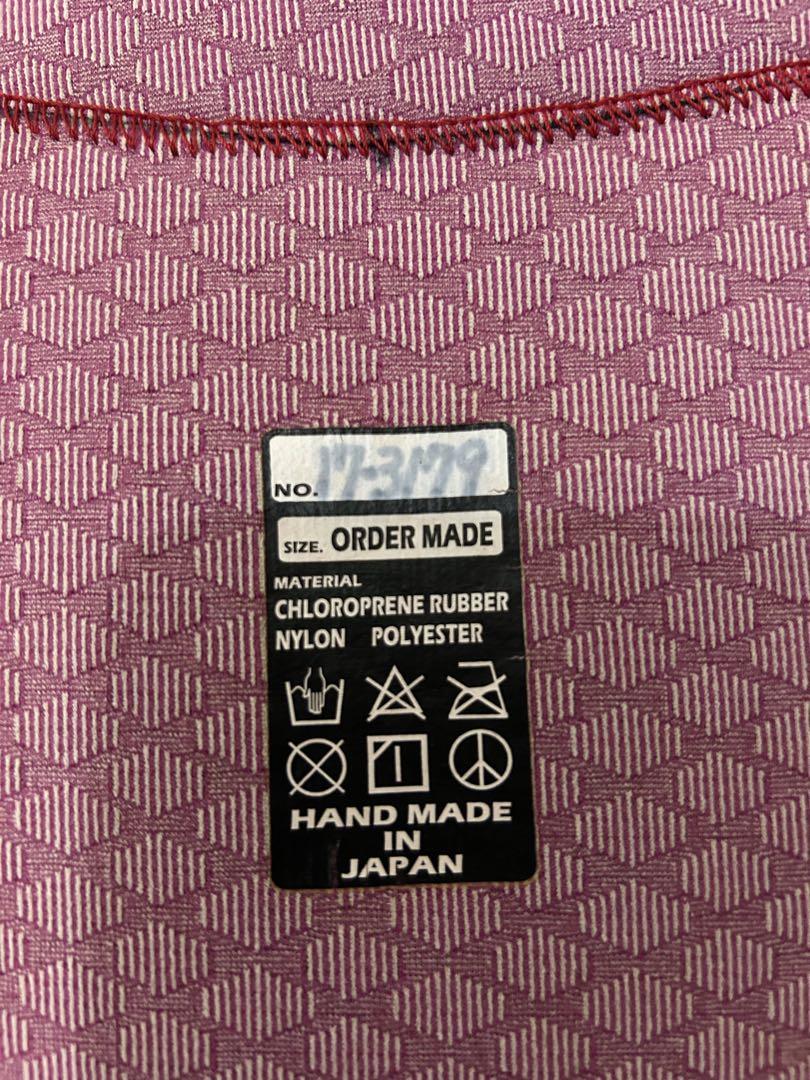 NO. 17-3179
SIZE. ORDER MADE
MATERIAL
CHLOROPRENE RUBBER
NYLON POLYESTER
HAND MADE
IN
JAPAN